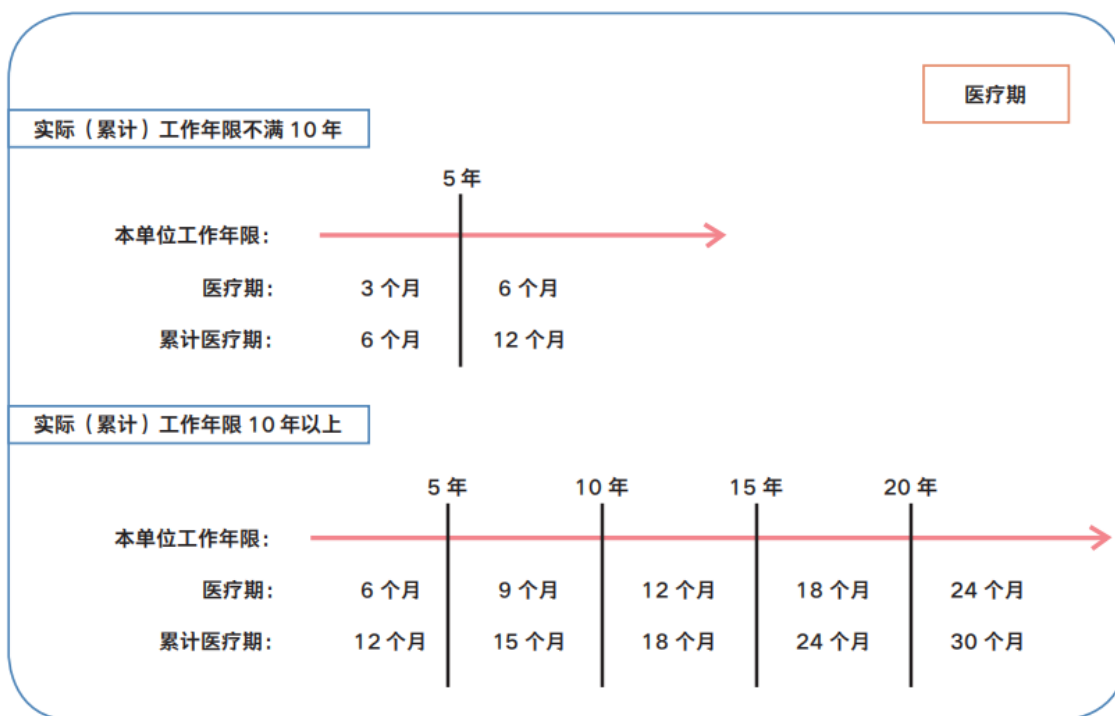 医疗期
实际（累计）工作年限不满 10 年
5 年
本单位工作年限：
医疗期： 3 个月 6 个月
累计医疗期： 6 个月 12 个月
实际（累计）工作年限 10 年以上
5 年 10 年 15 年 20 年
本单位工作年限：
医疗期： 6 个月 9 个月 12 个月 18 个月 24 个月
累计医疗期： 12 个月 15 个月 18 个月 24 个月 30 个月